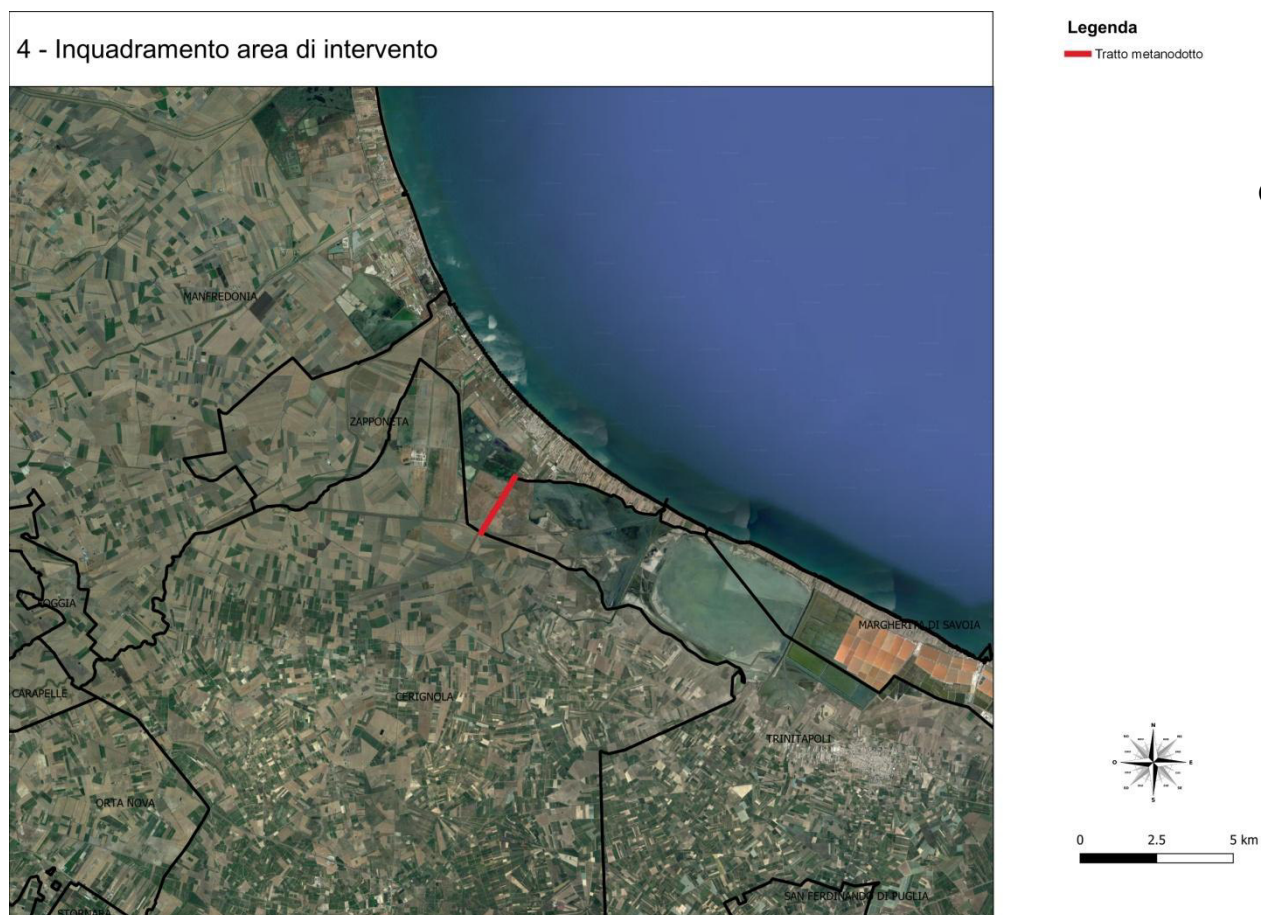 4 - Inquadramento area di intervento
Legenda
Tratto metanodotto
MANFREDONIA
ZAPPONETA
FOGGIA
MARGHERITA DI SAVOIA
CARAPELLE
CERIGNOLA
TRINITAPOLI
ORTA NOVA
SAN FERDINANDO DI PUGLIA
STORNARA
N
O
E
S
0 2.5 5 km